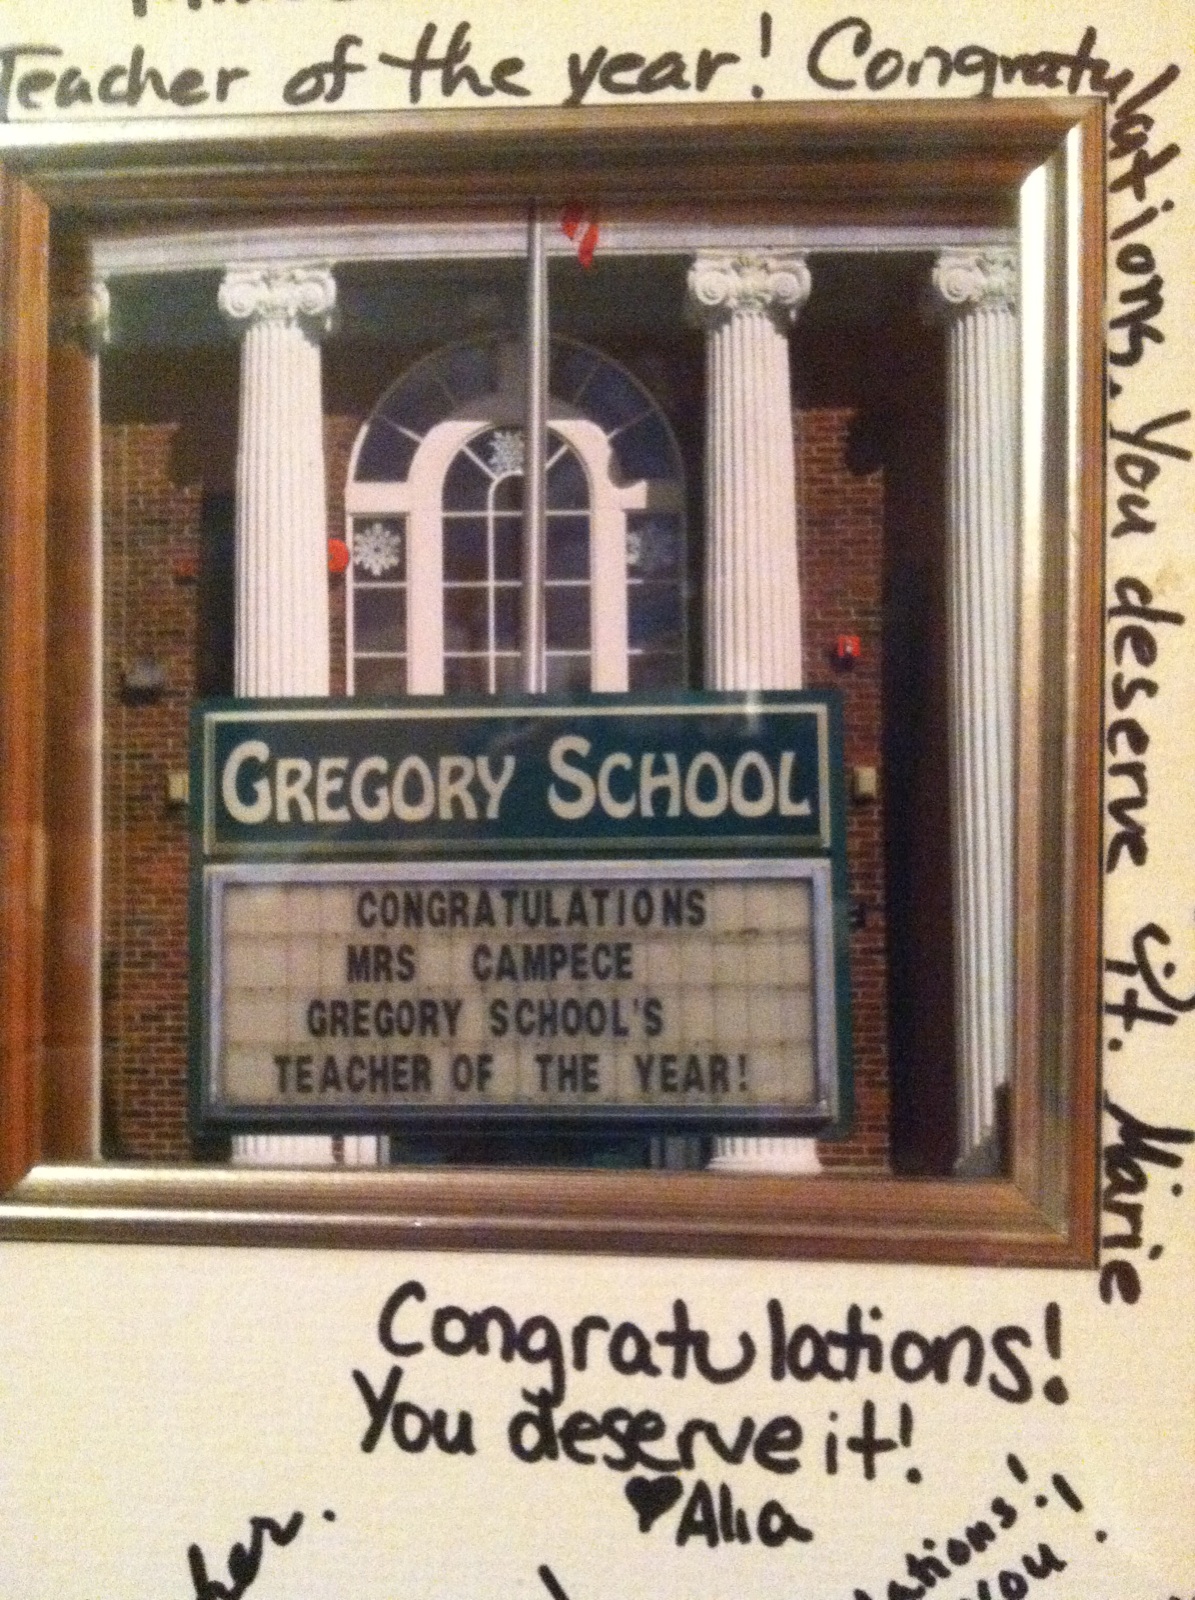 Teacher of the year! Congratulations. You deserve it. Marie
GREGORY SCHOOL
CONGRATULATIONS
MRS CAMPECE
GREGORY SCHOOL'S
TEACHER OF THE YEAR!
Congratulations!
You deserve it!
♥Alia
you!